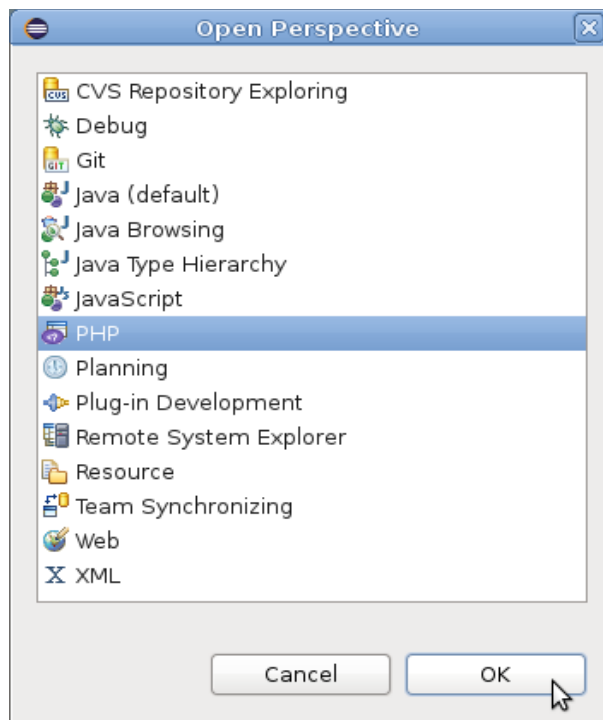 Open Perspective
CVS Repository Exploring
Debug
Git
Java (default)
Java Browsing
Java Type Hierarchy
JavaScript
PHP
Planning
Plug-in Development
Remote System Explorer
Resource
Team Synchronizing
Web
XML
Cancel
OK